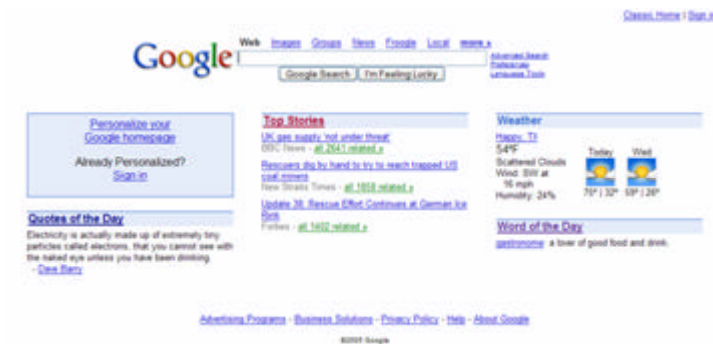 Classic Home | Sign in
Google
Web Images Groups News Froogle Local more »
Advanced Search
Preferences
Language Tools
Google Search I'm Feeling Lucky
Personalize your
Google homepage
Already Personalized?
Sign in
Quotes of the Day
Electricity is actually made up of extremely tiny
particles called electrons, that you cannot see with
the naked eye unless you have been drinking.
- Dave Barry
Top Stories
UK gas supply 'not under threat'
BBC News - all 2641 related »
Rescuers dig by hand to try to reach trapped US
coal miners
New Straits Times - all 1858 related »
Update 38: Rescue Effort Continues at German Ice
Rink
Forbes - all 1402 related »
Weather
Happy, TX
54°F
Scattered Clouds
Wind: SW at
16 mph
Humidity: 24%
Today Wed
70° | 32° 59° | 26°
Word of the Day
gastronome: a lover of good food and drink.
Advertising Programs - Business Solutions - Privacy Policy - Help - About Google
©2005 Google